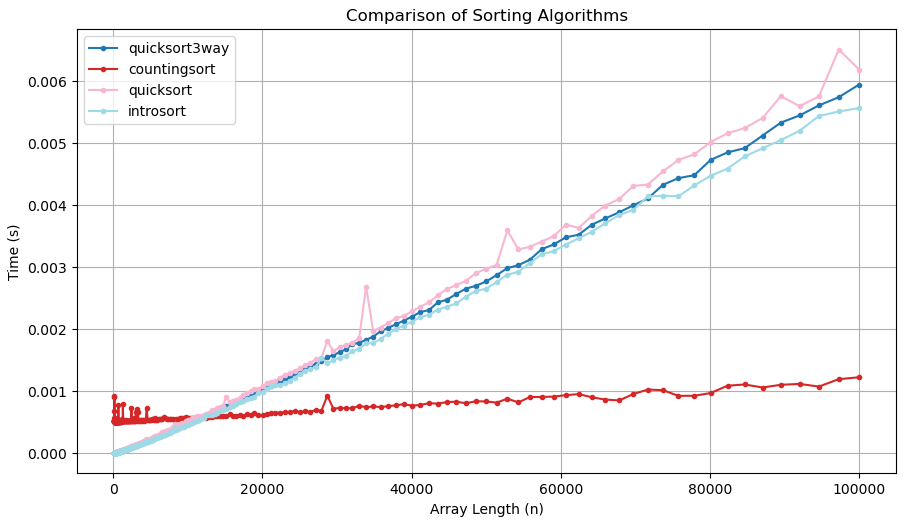 Comparison of Sorting Algorithms
quicksort3way
countingsort
quicksort
introsort
Time (s)
0.006
0.005
0.004
0.003
0.002
0.001
0.000
0
20000
40000
60000
80000
100000
Array Length (n)